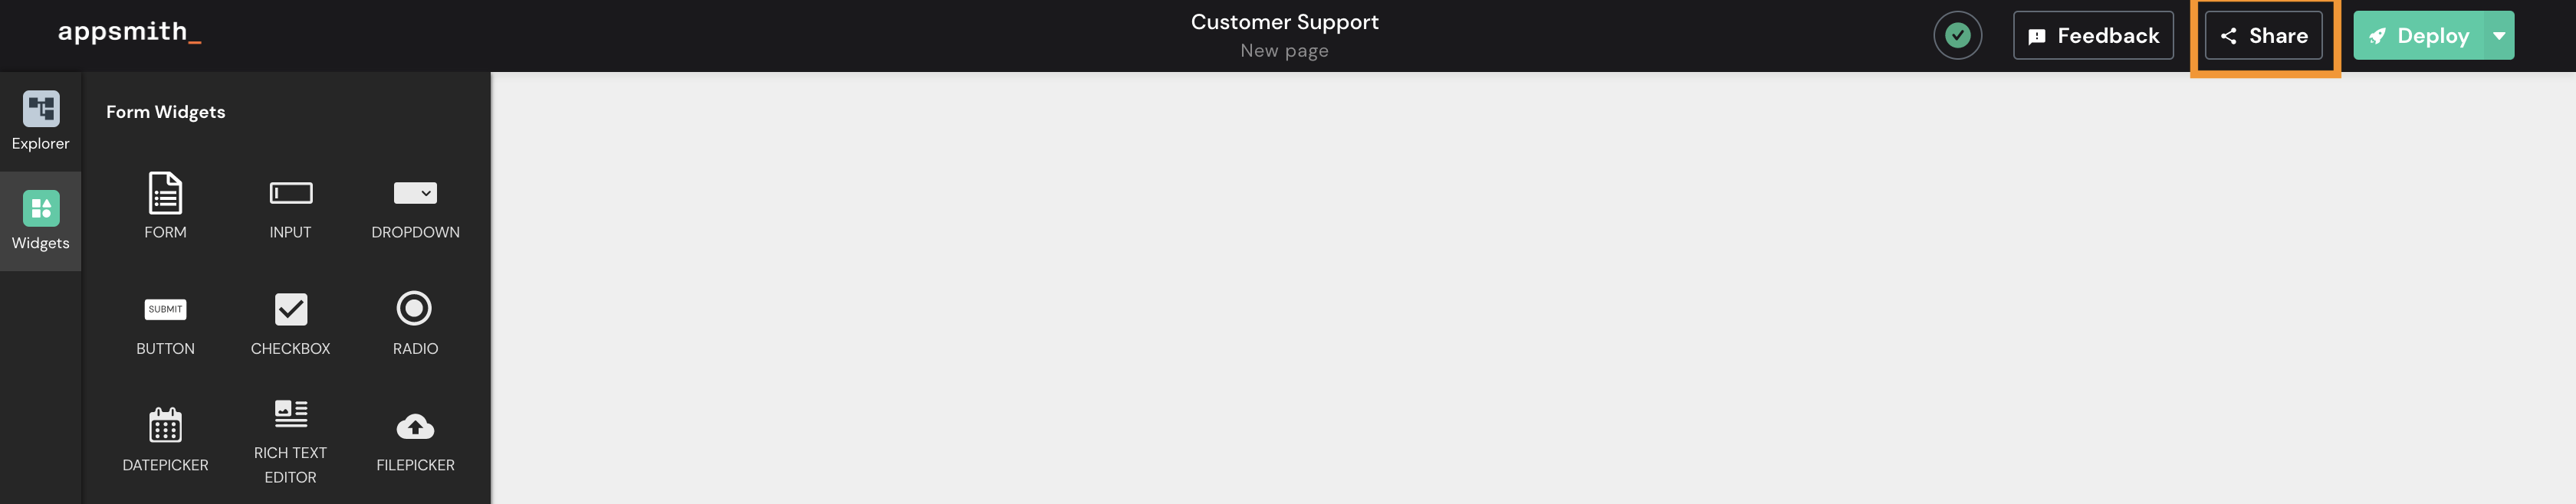 appsmith_
Customer Support
New page
Feedback
Share
Deploy
Explorer
Widgets
Form Widgets
FORM
INPUT
DROPDOWN
SUBMIT
BUTTON
CHECKBOX
RADIO
DATEPICKER
RICH TEXT
EDITOR
FILEPICKER